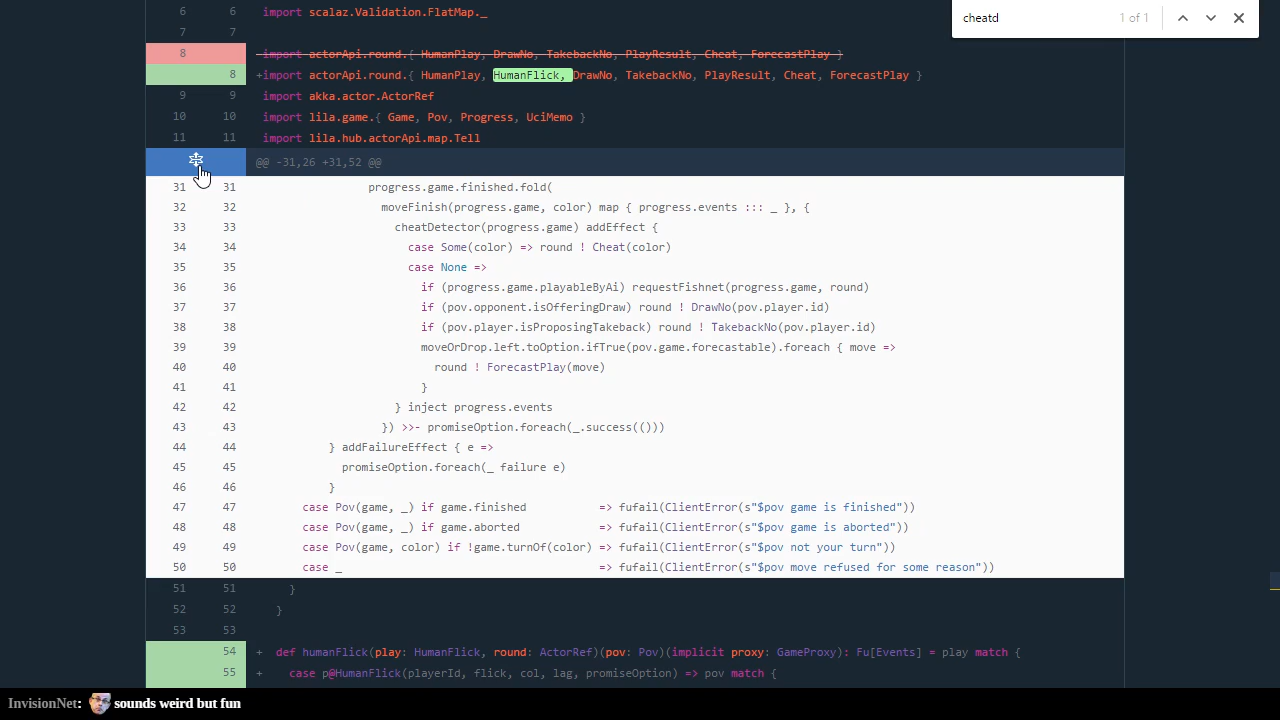 cheatd 1 of 1
6 6 import scalaz.Validation.FlatMap._
7 7
8 -import actorApi.round.{ HumanPlay, DrawNo, TakebackNo, PlayResult, Cheat, ForecastPlay }
8 +import actorApi.round.{ HumanPlay, HumanFlick, DrawNo, TakebackNo, PlayResult, Cheat, ForecastPlay }
9 9 import akka.actor.ActorRef
10 10 import lila.game.{ Game, Pov, Progress, UciMemo }
11 11 import lila.hub.actorApi.map.Tell
@@ -31,26 +31,52 @@
31 31 progress.game.finished.fold(
32 32 moveFinish(progress.game, color) map { progress.events ::: _ }, {
33 33 cheatDetector(progress.game) addEffect {
34 34 case Some(color) => round ! Cheat(color)
35 35 case None =>
36 36 if (progress.game.playableByAi) requestFishnet(progress.game, round)
37 37 if (pov.opponent.isOfferingDraw) round ! DrawNo(pov.player.id)
38 38 if (pov.player.isProposingTakeback) round ! TakebackNo(pov.player.id)
39 39 moveOrDrop.left.toOption.ifTrue(pov.game.forecastable).foreach { move =>
40 40 round ! ForecastPlay(move)
41 41 }
42 42 } inject progress.events
43 43 }) >>- promiseOption.foreach(_.success(()))
44 44 } addFailureEffect { e =>
45 45 promiseOption.foreach(_ failure e)
46 46 }
47 47 case Pov(game, _) if game.finished => fufail(ClientError(s"$pov game is finished"))
48 48 case Pov(game, _) if game.aborted => fufail(ClientError(s"$pov game is aborted"))
49 49 case Pov(game, color) if !game.turnOf(color) => fufail(ClientError(s"$pov not your turn"))
50 50 case _ => fufail(ClientError(s"$pov move refused for some reason"))
51 51 }
52 52 }
53 53
54 + def humanFlick(play: HumanFlick, round: ActorRef)(pov: Pov)(implicit proxy: GameProxy): Fu[Events] = play match {
55 + case p@HumanFlick(playerId, flick, col, lag, promiseOption) => pov match {
InvisionNet: sounds weird but fun